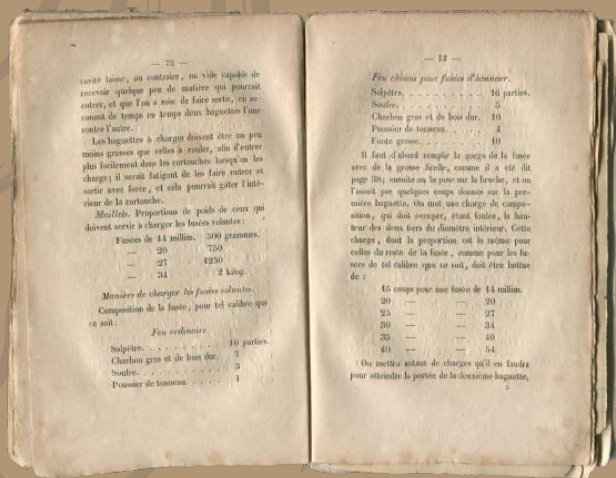 — 72 —
cavité laisse, au contraire, un vide capable de
recevoir quelque peu de matière qui pourrait
entrer, et que l'on a soin de faire sortir, en se-
couant de temps en temps deux baguettes l'une
contre l'autre.
Les baguettes à charger doivent être un peu
moins grosses que celles à rouler, afin d'entrer
plus facilement dans les cartouches lorsqu'on les
charge; il serait fatigant de les faire entrer et
sortir avec force, et cela pourrait gâter l'inté-
rieur de la cartouche.
Maillets. Proportions de poids de ceux qui
doivent servir à charger les fusées volantes :
Fusées de 14 millim. 500 grammes.
— 20 750
— 27 1250
— 34 2 kilog.
Manière de charger les fusées volantes.
Composition de la fusée, pour tel calibre que
ce soit :
Feu ordinaire.
Salpêtre. . . . . . . . . . 16 parties.
Charbon gros et de bois dur. 7
Soufre. . . . . . . . . . 3
Poussier de tonneau. . . . . 1
— 73 —
Feu chinois pour fusées d'honneur.
Salpêtre. . . . . . . . . . 16 parties.
Soufre. . . . . . . . . . 5
Charbon gros et de bois dur. 10
Poussier de tonneau. . . . . 4
Fonte grosse. . . . . . . . 10
Il faut d'abord remplir la gorge de la fusée
avec de la grosse ficelle, comme il a été dit
page 38; ensuite on la pose sur la broche, et on
l'assoit par quelques coups donnés sur la pre-
mière baguette. On met une charge de compo-
sition, qui doit occuper, étant foulée, la hau-
teur des deux tiers du diamètre intérieur. Cette
charge, dont la proportion est la même pour
celles du reste de la fusée, comme pour les fu-
sées de tel calibre que ce soit, doit être battue
de :
15 coups pour une fusée de 14 millim.
20 — — 20
25 — — 27
30 — — 34
35 — — 40
40 — — 54
On mettra autant de charges qu'il en faudra
pour atteindre la portée de la deuxième baguette,
5